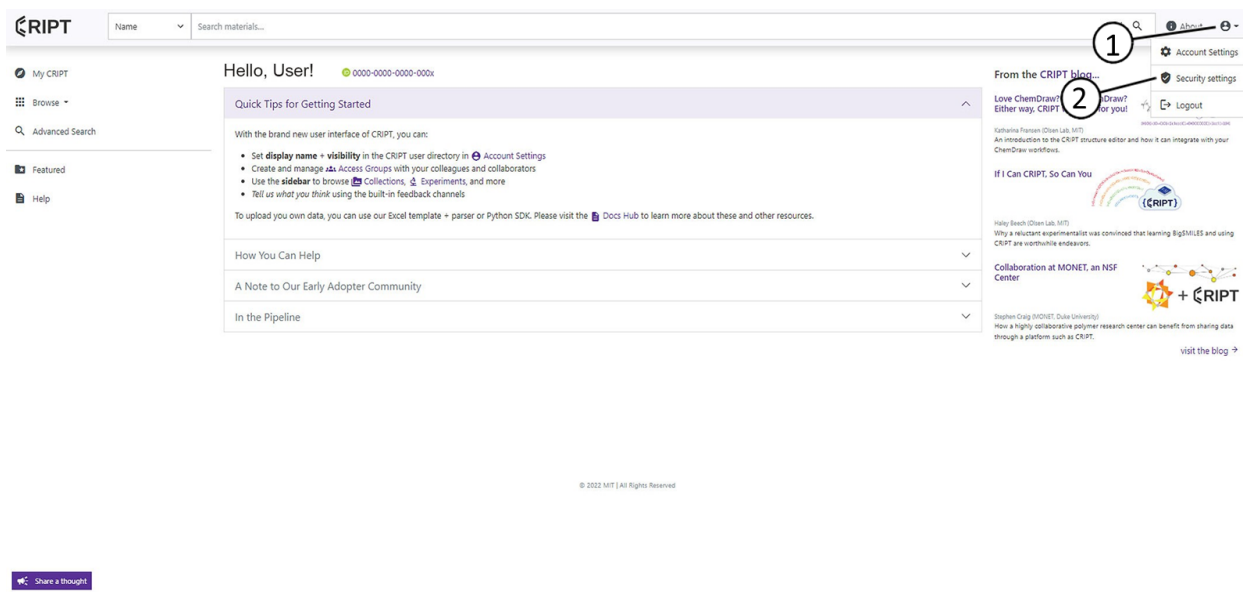 CRIPT
Name
Search materials...
About
1
Account Settings
Security settings
2
Logout
My CRIPT
Browse
Advanced Search
Featured
Help
Hello, User!
0000-0000-0000-000x
Quick Tips for Getting Started
With the brand new user interface of CRIPT, you can:
Set display name + visibility in the CRIPT user directory in Account Settings
Create and manage Access Groups with your colleagues and collaborators
Use the sidebar to browse Collections, Experiments, and more
Tell us what you think using the built-in feedback channels
To upload you own data, you can use our Excel template + parser or Python SDK. Please visit the Docs Hub to learn more about these and other resources.
How You Can Help
A Note to Our Early Adopter Community
In the Pipeline
From the CRIPT blog...
Love ChemDraw? Draw?
Either way, CRIPT for you!
Katharina Fransen (Olsen Lab, MIT)
An introduction to the CRIPT structure editor and how it can integrate with your
ChemDraw workflows.
If I Can CRIPT, So Can You
{CRIPT}
Haley Beech (Olsen Lab, MIT)
Why a reluctant experimentalist was convinced that learning BigSMILES and using
CRIPT are worthwhile endeavors.
Collaboration at MONET, an NSF
Center
+ CRIPT
Stephen Craig (MONET, Duke University)
How a highly collaborative polymer research center can benefit from sharing data
through a platform such as CRIPT.
visit the blog
© 2022 MIT | All Rights Reserved
Share a thought